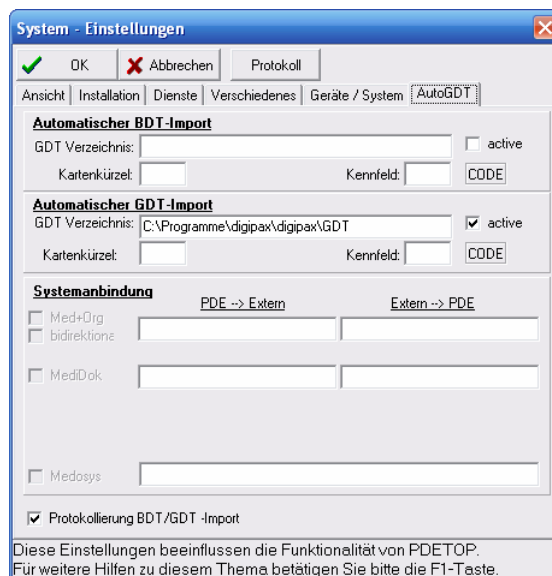 System - Einstellungen
OK Abbrechen Protokoll
Ansicht Installation Dienste Verschiedenes Geräte / System AutoGDT
Automatischer BDT-Import
GDT Verzeichnis: active
Kartenkürzel: Kennfeld: CODE
Automatischer GDT-Import
GDT Verzeichnis: C:\Programme\digipax\digipax\GDT active
Kartenkürzel: Kennfeld: CODE
Systemanbindung
PDE --> Extern Extern --> PDE
Med+Org
bidirektiona
MediDok
Medosys
Protokollierung BDT/GDT -Import
Diese Einstellungen beeinflussen die Funktionalität von PDETOP.
Für weitere Hilfen zu diesem Thema betätigen Sie bitte die F1-Taste.